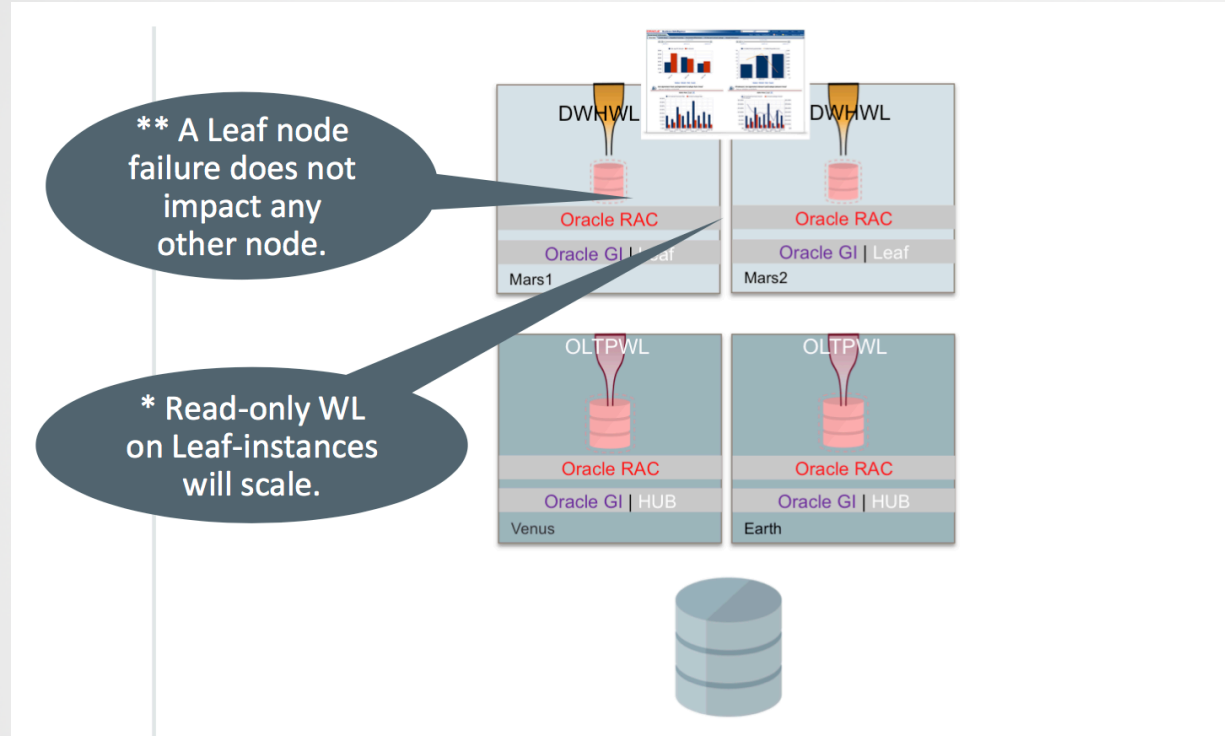 ** A Leaf node
failure does not
impact any
other node.
* Read-only WL
on Leaf-instances
will scale.
DWHWL
Oracle RAC
Oracle GI | Leaf
Mars1
DWHWL
Oracle RAC
Oracle GI | Leaf
Mars2
OLTPWL
Oracle RAC
Oracle GI | HUB
Venus
OLTPWL
Oracle RAC
Oracle GI | HUB
Earth